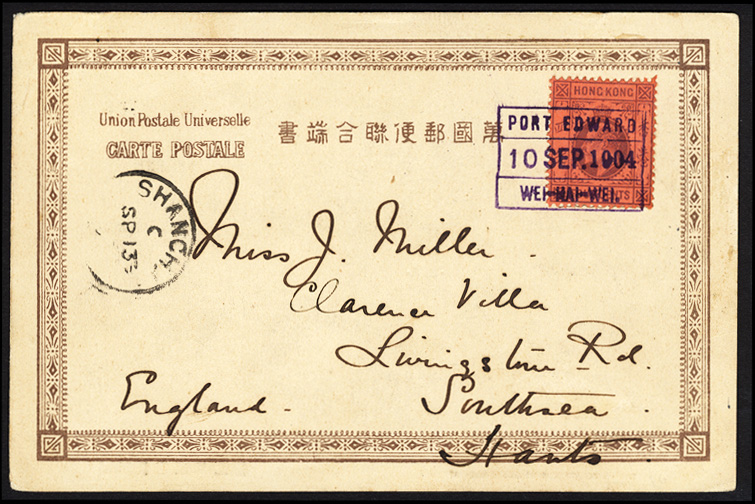 HONG KONG
Union Postale Universelle
CARTE POSTALE
書端合聯便郵國萬
PORT EDWARD
10 SEP. 1904
WEI-HAI-WEI.
SHANGH
C
SP 13
Miss J. Miller.
Clarence Villa
Livingstone Rd.
Southsea.
Hants.
England.